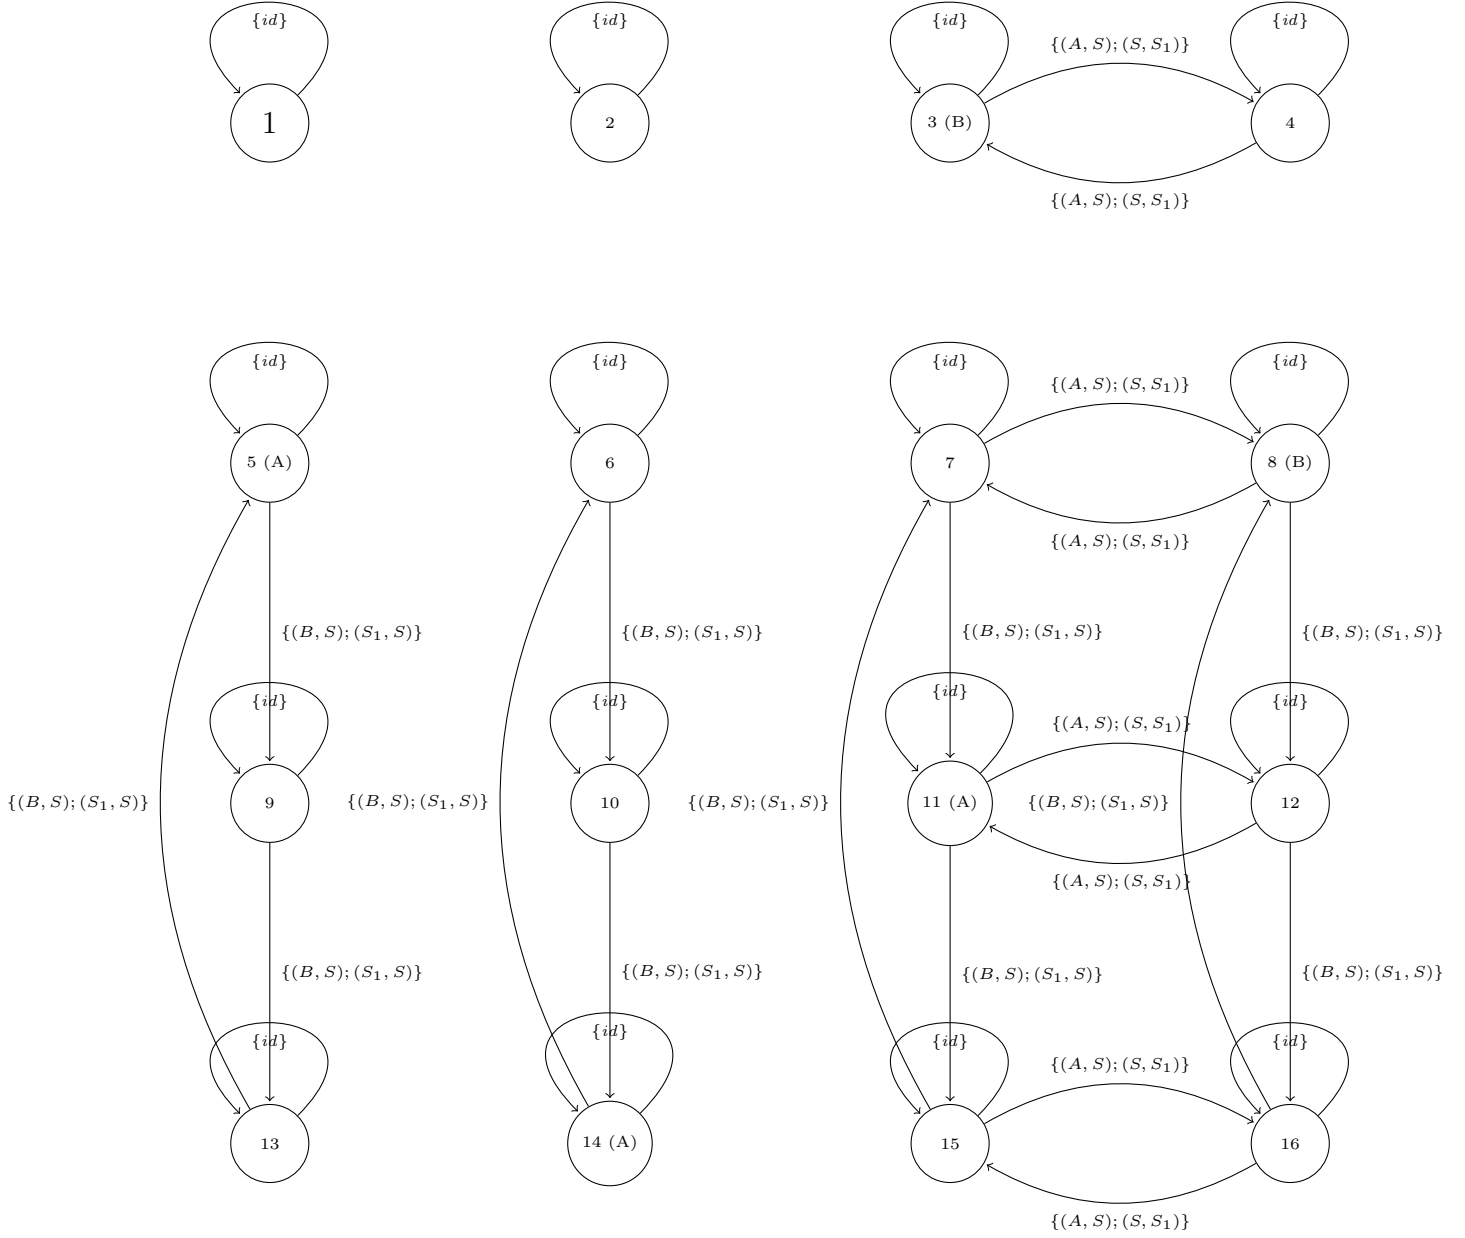 {id} {id} {id} {id}
{(A, S); (S, S₁)}
1 2 3 (B) 4
{(A, S); (S, S₁)}
{id} {id} {id} {id}
{(A, S); (S, S₁)}
5 (A) 6 7 8 (B)
{(A, S); (S, S₁)}
{(B, S); (S₁, S)} {(B, S); (S₁, S)} {(B, S); (S₁, S)} {(B, S); (S₁, S)}
{id} {id} {id} {id}
{(A, S); (S, S₁)}
{(B, S); (S₁, S)} 9 {(B, S); (S₁, S)} 10 {(B, S); (S₁, S)} 11 (A) {(B, S); (S₁, S)} 12
{(A, S); (S, S₁)}
{(B, S); (S₁, S)} {(B, S); (S₁, S)} {(B, S); (S₁, S)} {(B, S); (S₁, S)}
{id} {id} {id} {id}
{(A, S); (S, S₁)}
13 14 (A) 15 16
{(A, S); (S, S₁)}